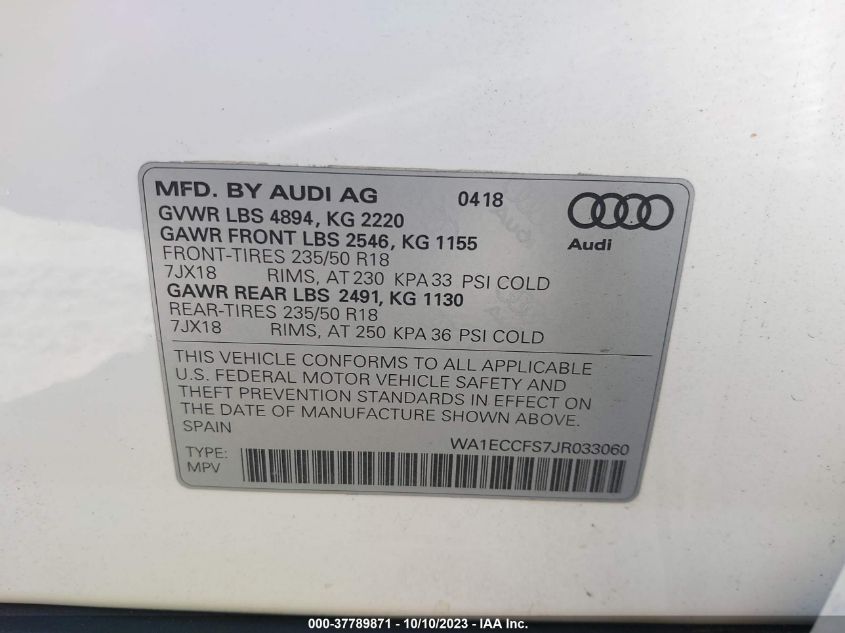 MFD. BY AUDI AG 0418
GVWR LBS 4894, KG 2220
GAWR FRONT LBS 2546, KG 1155
Audi
FRONT-TIRES 235/50 R18
7JX18 RIMS, AT 230 KPA 33 PSI COLD
GAWR REAR LBS 2491, KG 1130
REAR-TIRES 235/50 R18
7JX18 RIMS, AT 250 KPA 36 PSI COLD
THIS VEHICLE CONFORMS TO ALL APPLICABLE
U.S. FEDERAL MOTOR VEHICLE SAFETY AND
THEFT PREVENTION STANDARDS IN EFFECT ON
THE DATE OF MANUFACTURE SHOWN ABOVE.
SPAIN
WA1ECCFS7JR033060
TYPE:
MPV
000-37789871 - 10/10/2023 - IAA Inc.